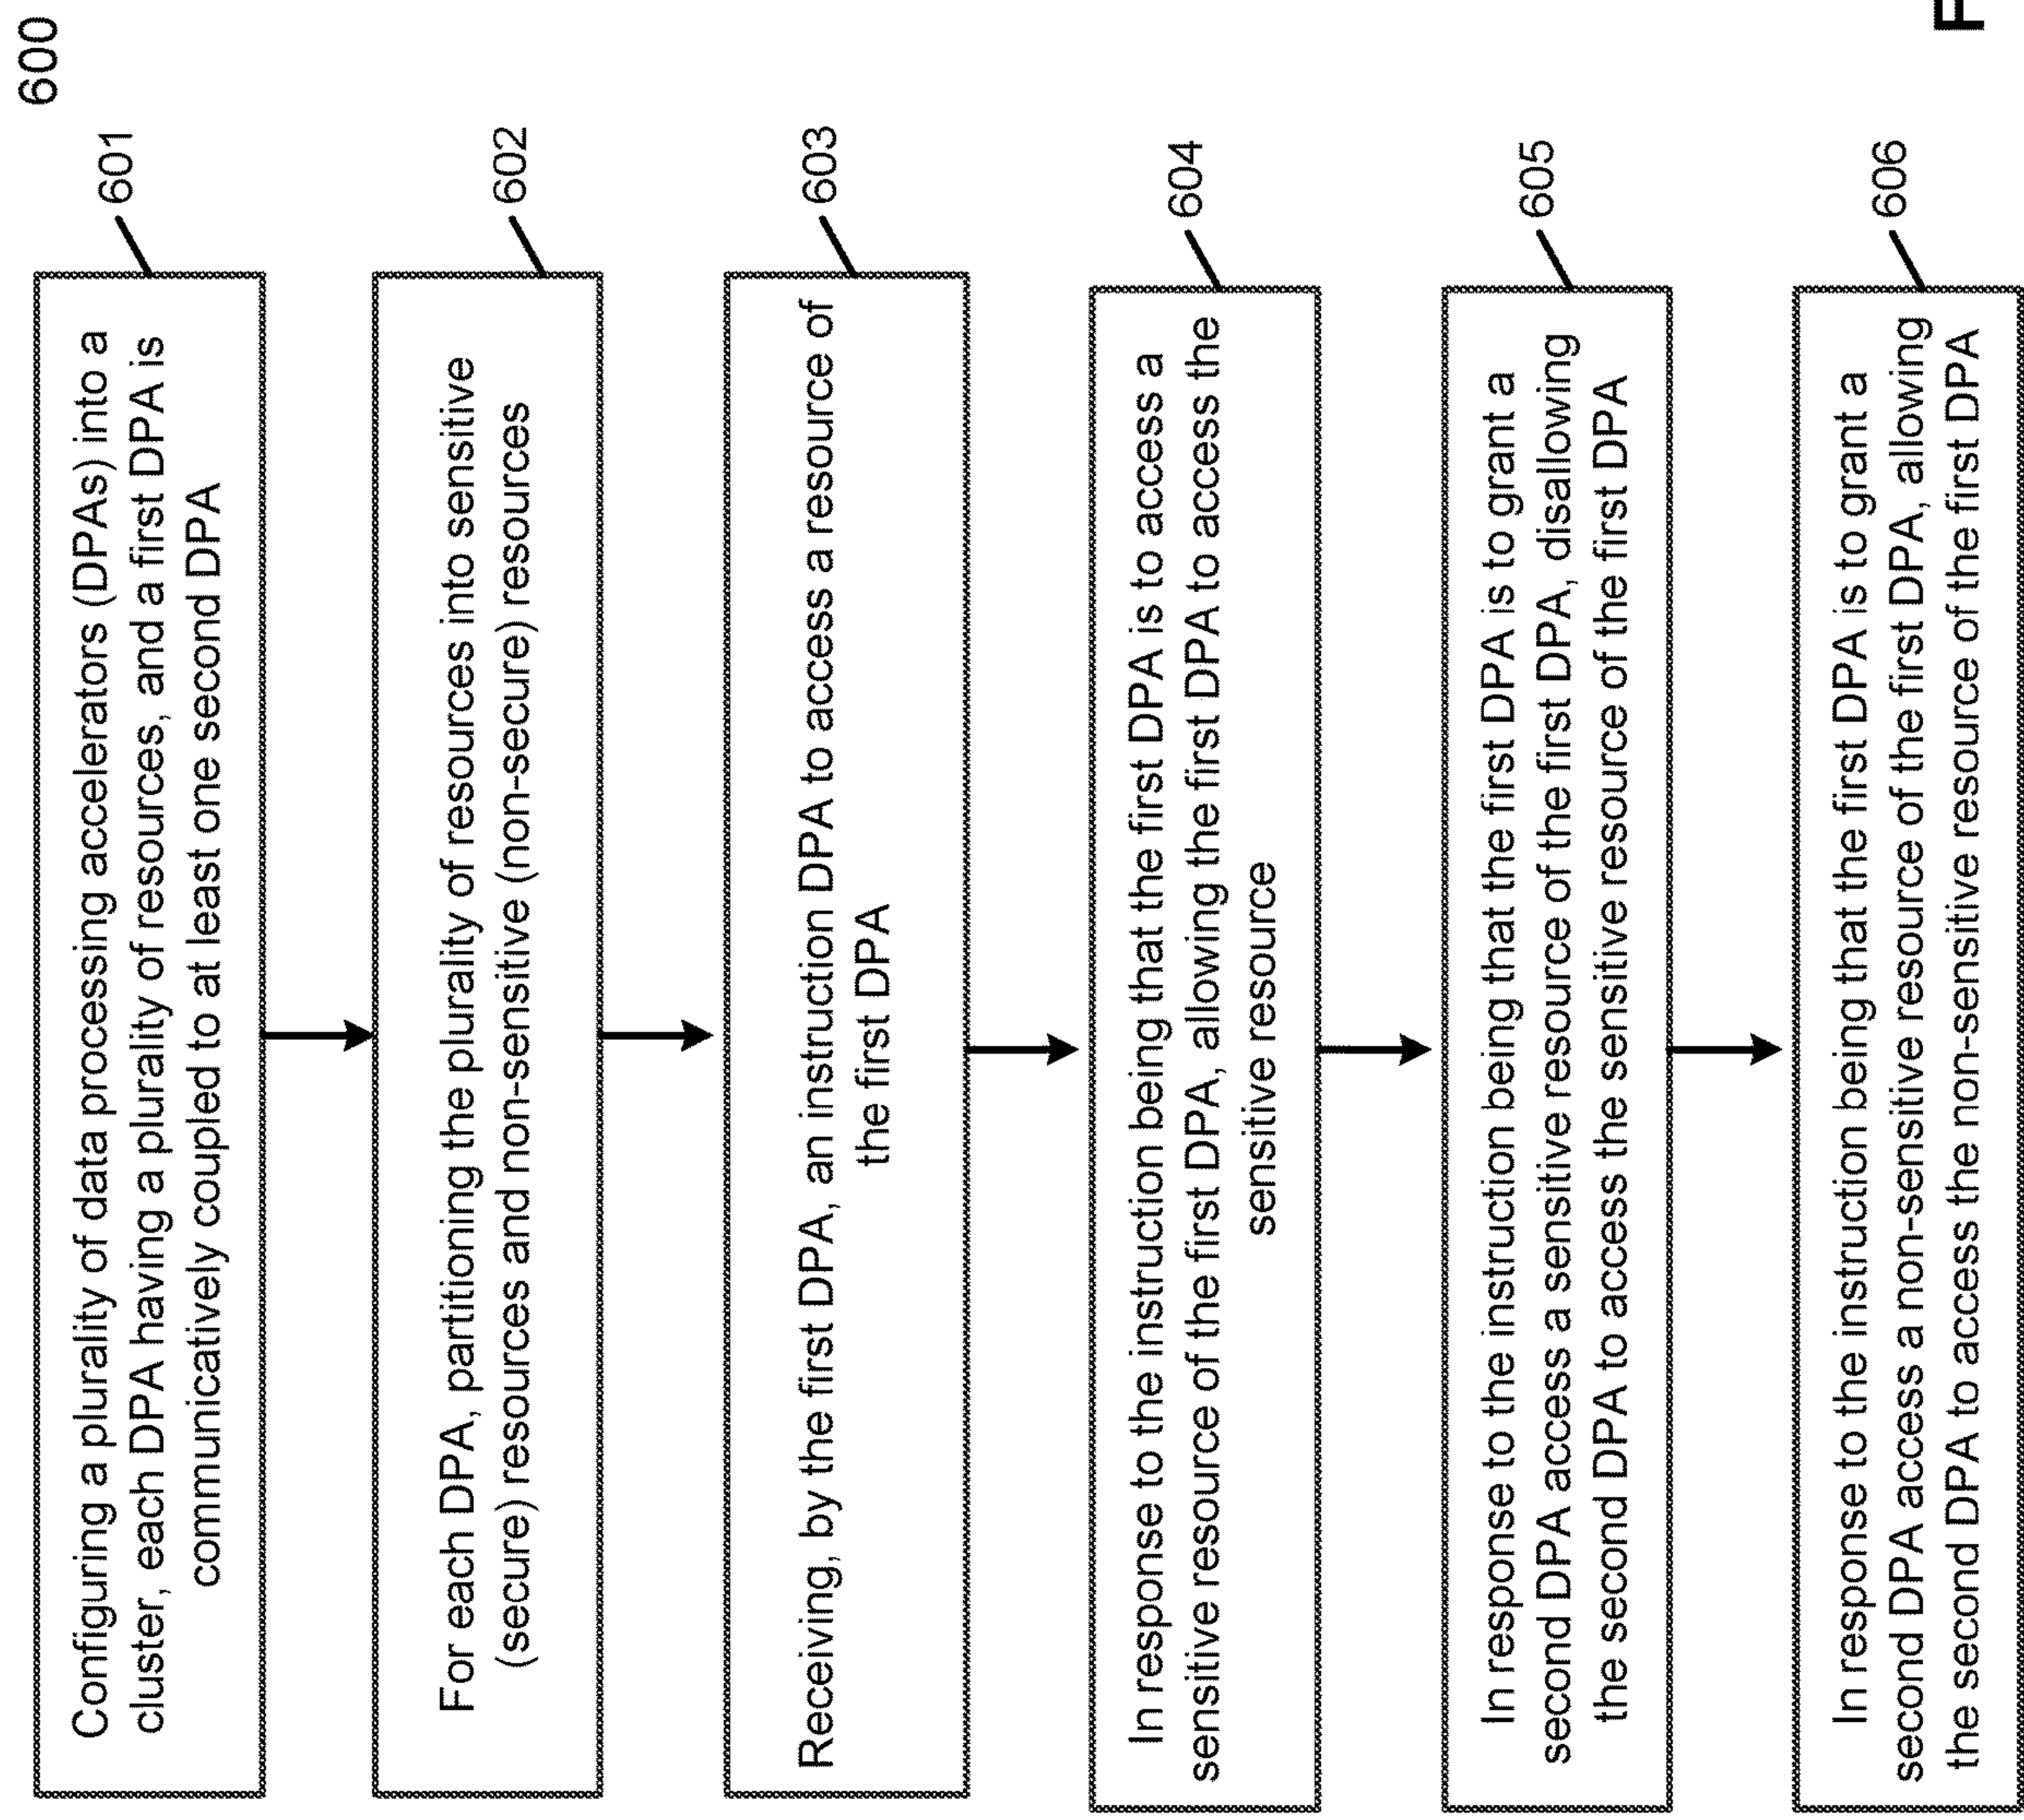 600
601
Configuring a plurality of data processing accelerators (DPAs) into a
cluster, each DPA having a plurality of resources, and a first DPA is
communicatively coupled to at least one second DPA
602
For each DPA, partitioning the plurality of resources into sensitive
(secure) resources and non-sensitive (non-secure) resources
603
Receiving, by the first DPA, an instruction DPA to access a resource of
the first DPA
604
In response to the instruction being that the first DPA is to access a
sensitive resource of the first DPA, allowing the first DPA to access the
sensitive resource
605
In response to the instruction being that the first DPA is to grant a
second DPA access a sensitive resource of the first DPA, disallowing
the second DPA to access the sensitive resource of the first DPA
606
In response to the instruction being that the first DPA is to grant a
second DPA access a non-sensitive resource of the first DPA, allowing
the second DPA to access the non-sensitive resource of the first DPA